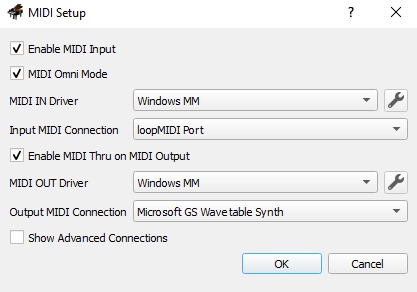 MIDI Setup
Enable MIDI Input
MIDI Omni Mode
MIDI IN Driver Windows MM
Input MIDI Connection loopMIDI Port
Enable MIDI Thru on MIDI Output
MIDI OUT Driver Windows MM
Output MIDI Connection Microsoft GS Wavetable Synth
Show Advanced Connections
OK Cancel